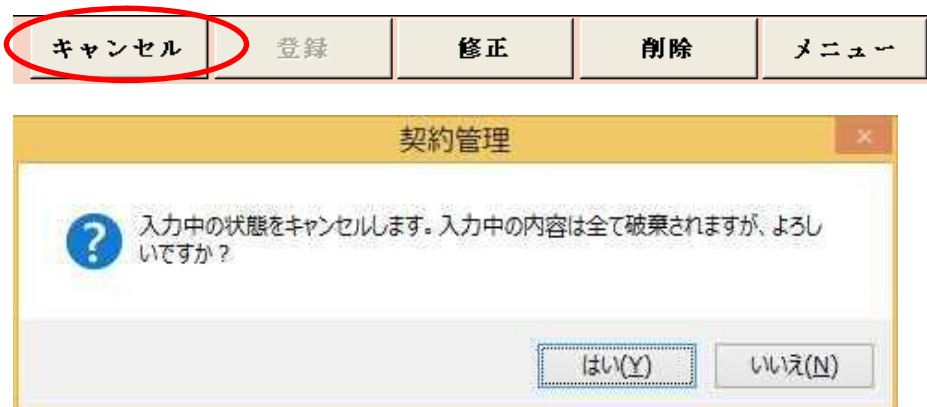 キャンセル 登録 修正 削除 メニュー
契約管理
入力中の状態をキャンセルします。入力中の内容は全て破棄されますが、よろし
いですか？
はい(Y) いいえ(N)